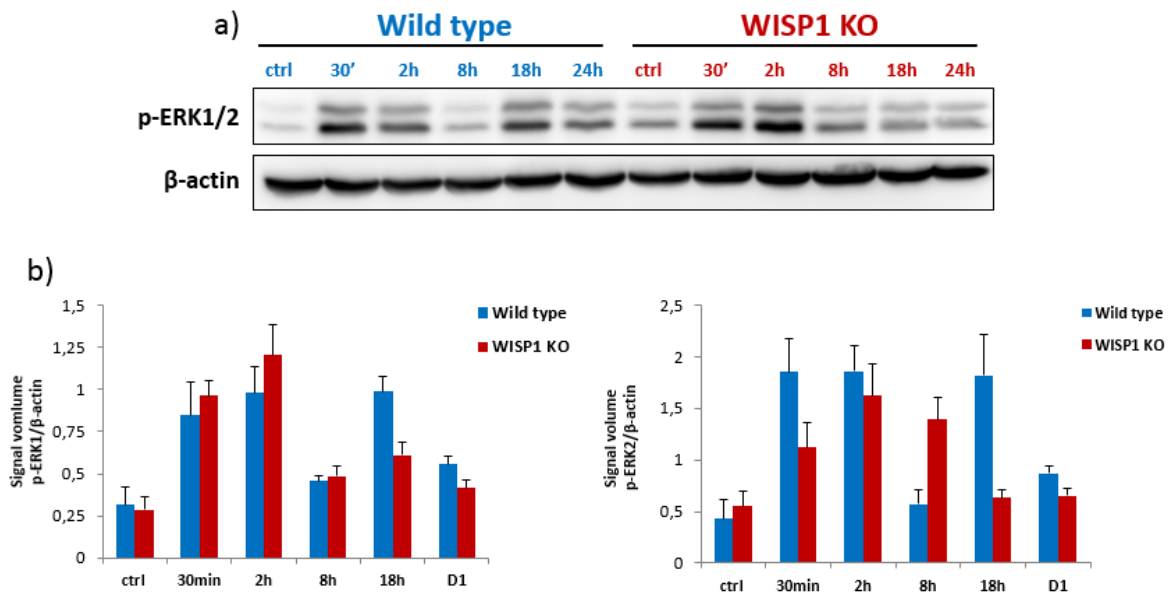 a)
Wild type WISP1 KO
ctrl 30’ 2h 8h 18h 24h ctrl 30’ 2h 8h 18h 24h
p-ERK1/2
β-actin
b)
1,5
1,25
1
0,75
0,5
0,25
0
Signal vomlume
p-ERK1/β-actin
Wild type
WISP1 KO
ctrl 30min 2h 8h 18h D1
2,5
2
1,5
1
0,5
0
Signal volume
p-ERK2/β-actin
Wild type
WISP1 KO
ctrl 30min 2h 8h 18h D1